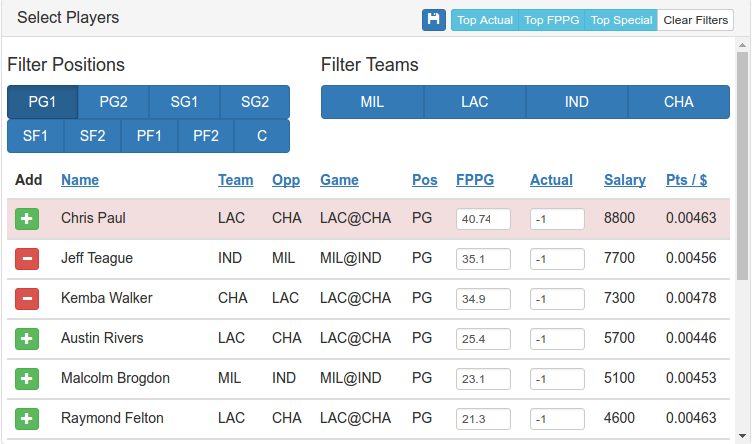 Select Players
Top Actual Top FPPG Top Special Clear Filters
Filter Positions Filter Teams
PG1 PG2 SG1 SG2 MIL LAC IND CHA
SF1 SF2 PF1 PF2 C
Add Name Team Opp Game Pos FPPG Actual Salary Pts / $
Chris Paul LAC CHA LAC@CHA PG 40.74 -1 8800 0.00463
Jeff Teague IND MIL MIL@IND PG 35.1 -1 7700 0.00456
Kemba Walker CHA LAC LAC@CHA PG 34.9 -1 7300 0.00478
Austin Rivers LAC CHA LAC@CHA PG 25.4 -1 5700 0.00446
Malcolm Brogdon MIL IND MIL@IND PG 23.1 -1 5100 0.00453
Raymond Felton LAC CHA LAC@CHA PG 21.3 -1 4600 0.00463